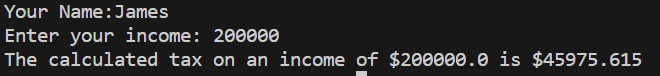 Your Name:James
Enter your income: 200000
The calculated tax on an income of $200000.0 is $45975.615